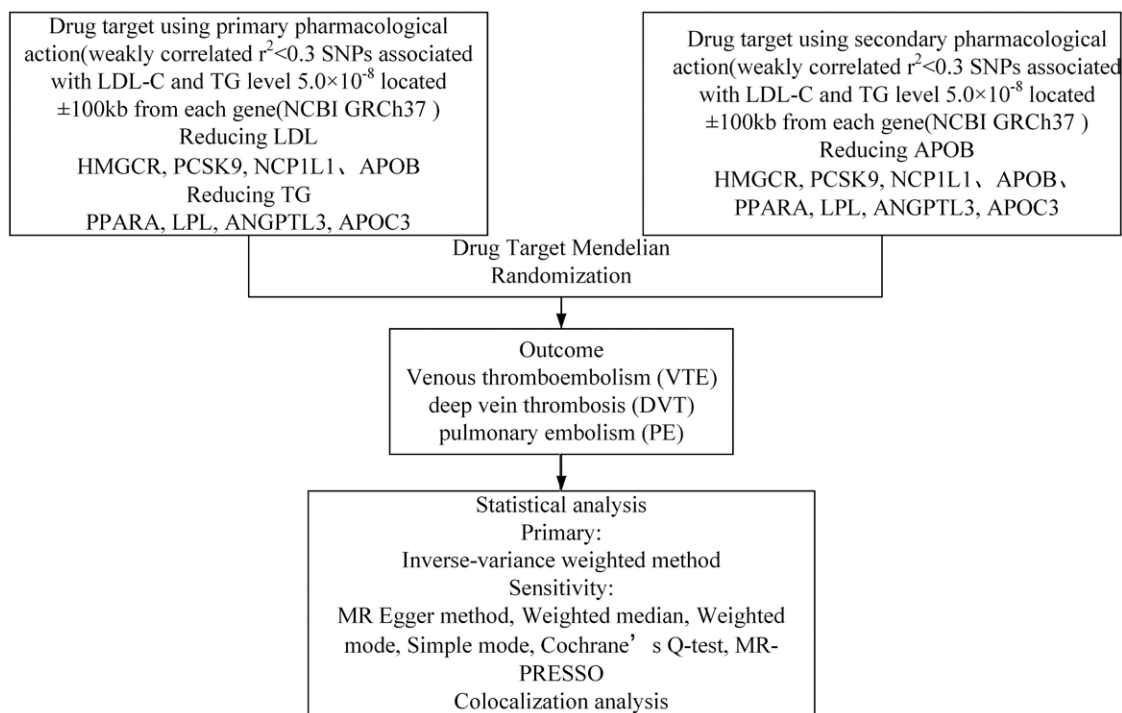 Drug target using primary pharmacological
action(weakly correlated r²<0.3 SNPs associated
with LDL-C and TG level 5.0×10⁻⁸ located
±100kb from each gene(NCBI GRCh37 )
Reducing LDL
HMGCR, PCSK9, NCP1L1、APOB
Reducing TG
PPARA, LPL, ANGPTL3, APOC3
Drug target using secondary pharmacological
action(weakly correlated r²<0.3 SNPs associated
with LDL-C and TG level 5.0×10⁻⁸ located
±100kb from each gene(NCBI GRCh37 )
Reducing APOB
HMGCR, PCSK9, NCP1L1、APOB、
PPARA, LPL, ANGPTL3, APOC3
Drug Target Mendelian
Randomization
Outcome
Venous thromboembolism (VTE)
deep vein thrombosis (DVT)
pulmonary embolism (PE)
Statistical analysis
Primary:
Inverse-variance weighted method
Sensitivity:
MR Egger method, Weighted median, Weighted
mode, Simple mode, Cochrane’s Q-test, MR-
PRESSO
Colocalization analysis